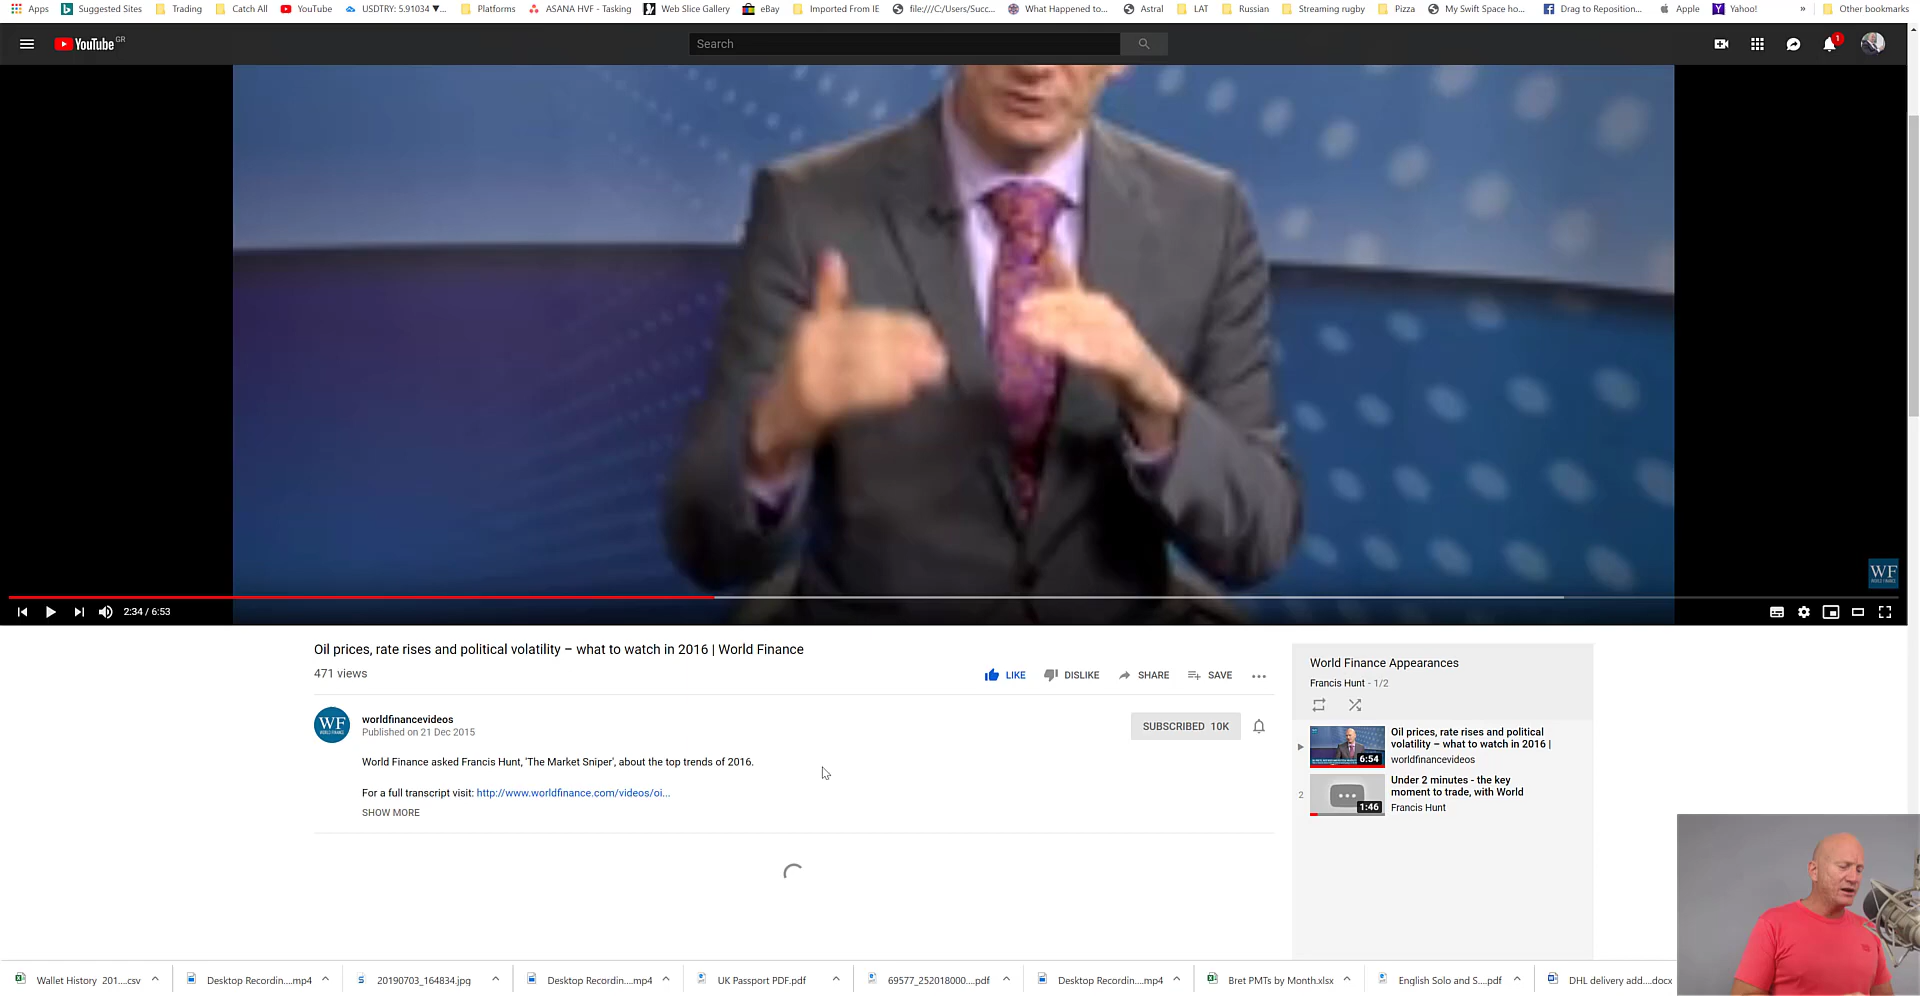 Apps Suggested Sites Trading Catch All YouTube USDTRY: 5.91034 ▼... Platforms ASANA HVF - Tasking Web Slice Gallery eBay Imported From IE file:///C:/Users/Succ... What Happened to... Astral LAT Russian Streaming rugby Pizza My Swift Space ho... Drag to Reposition... Apple Yahoo! » Other bookmarks
YouTube GR Search 1
WF
WORLD FINANCE
2:34 / 6:53
Oil prices, rate rises and political volatility – what to watch in 2016 | World Finance
471 views
LIKE DISLIKE SHARE SAVE
WF
WORLD FINANCE
worldfinancevideos
Published on 21 Dec 2015
SUBSCRIBED 10K
World Finance asked Francis Hunt, 'The Market Sniper', about the top trends of 2016.
For a full transcript visit: http://www.worldfinance.com/videos/oi...
SHOW MORE
World Finance Appearances
Francis Hunt - 1/2
6:54
Oil prices, rate rises and political
volatility – what to watch in 2016 |
worldfinancevideos
2
1:46
Under 2 minutes - the key
moment to trade, with World
Francis Hunt
Wallet History 201....csv Desktop Recordin....mp4 20190703_164834.jpg Desktop Recordin....mp4 UK Passport PDF.pdf 69577_252018000....pdf Desktop Recordin....mp4 Bret PMTs by Month.xlsx English Solo and S....pdf DHL delivery add....docx